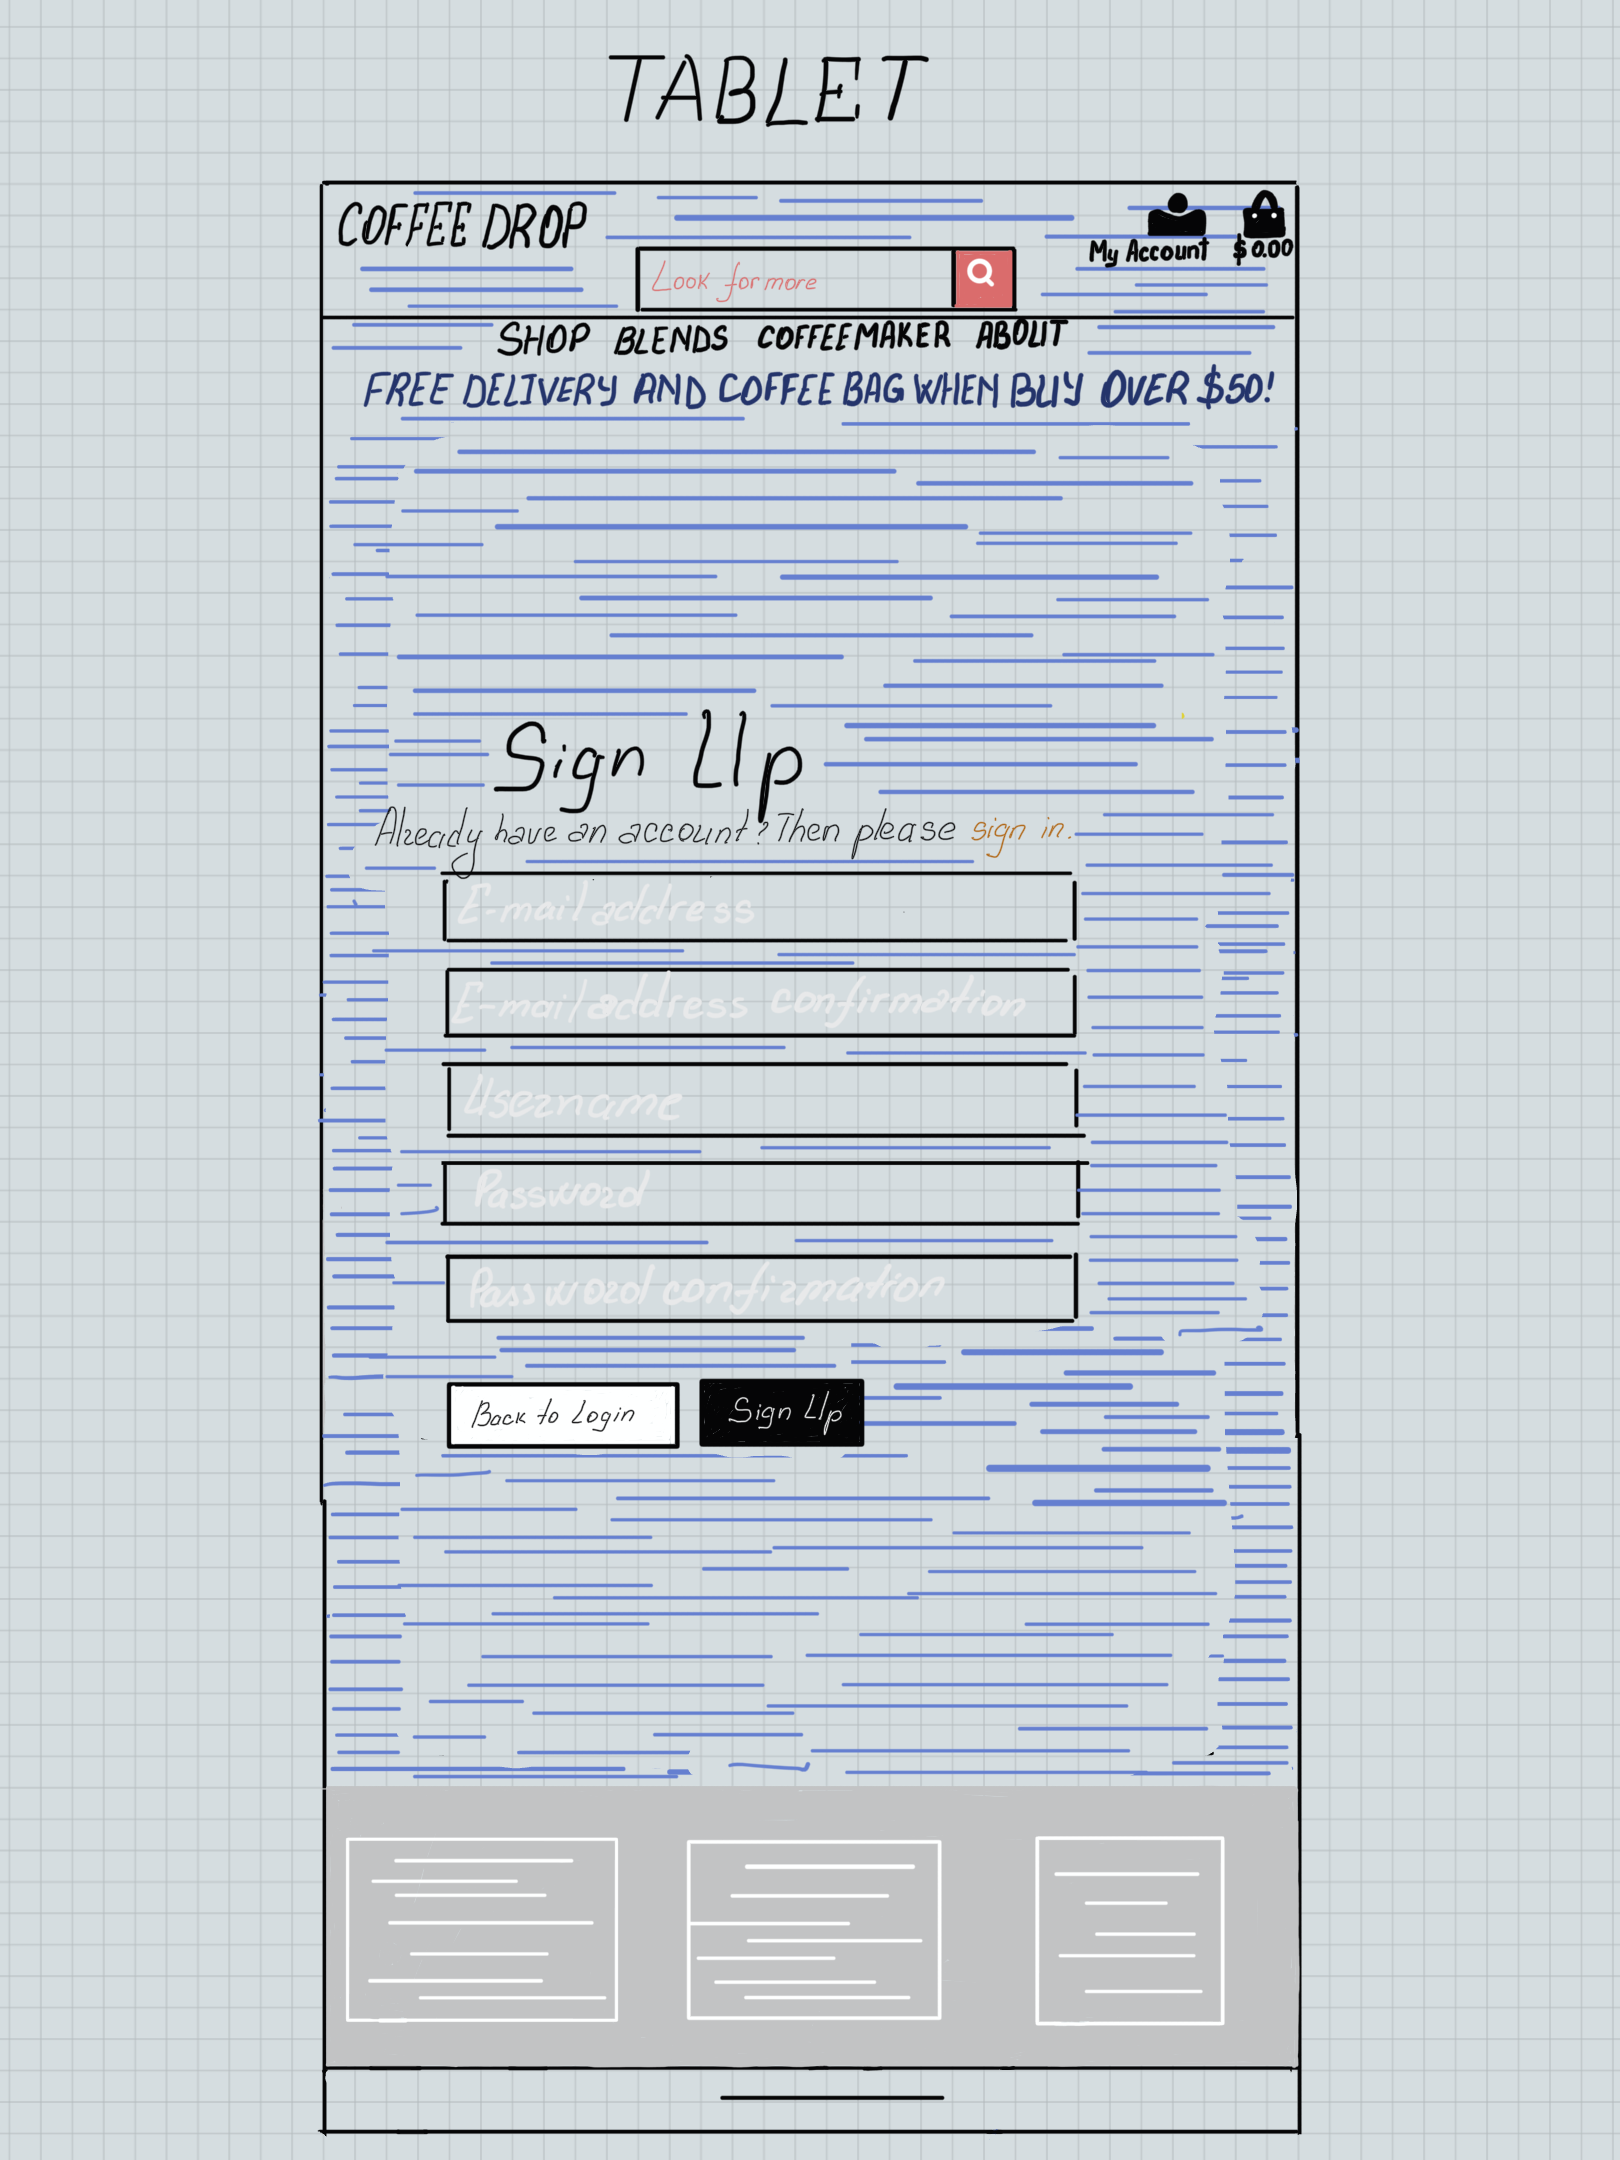 TABLET
COFFEE DROP
My Account $0.00
Look for more
SHOP BLENDS COFFEEMAKER ABOUT
FREE DELIVERY AND COFFEE BAG WHEN BUY OVER $50!
Sign Up
Already have an account? Then please sign in.
E-mail address
E-mail address confirmation
Username
Password
Password confirmation
Back to Login Sign Up